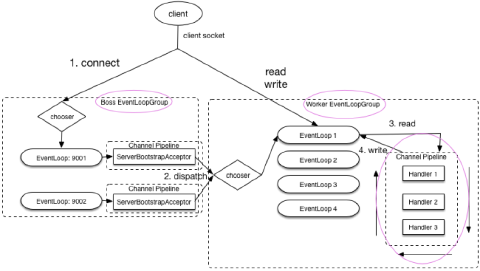 client
client socket
1. connect
read
write
Boss EventLoopGroup
Worker EventLoopGroup
chooser
EventLoop: 9001
Channel Pipeline
ServerBootstrapAcceptor
2. dispatch
chooser
EventLoop: 9002
Channel Pipeline
ServerBootstrapAcceptor
EventLoop 1
EventLoop 2
EventLoop 3
EventLoop 4
3. read
4. write
Channel Pipeline
Handler 1
Handler 2
Handler 3